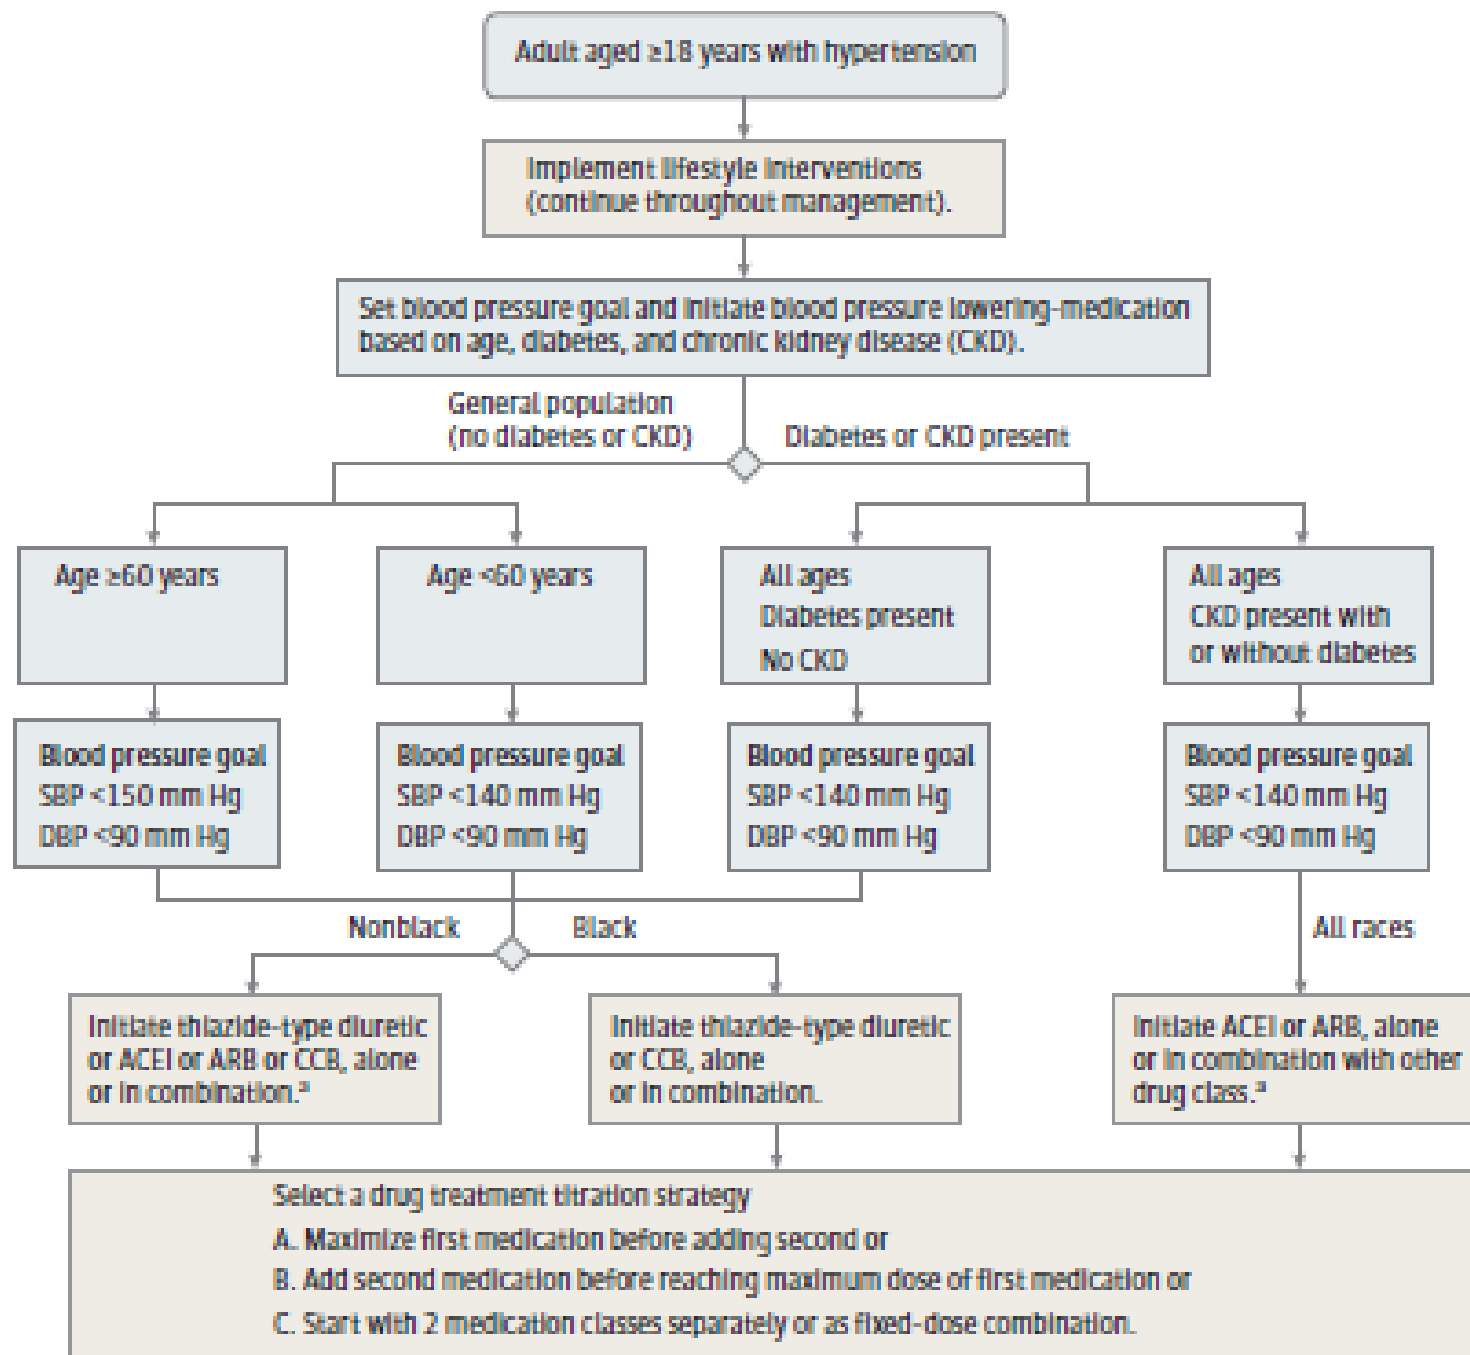 Adult aged ≥18 years with hypertension
Implement lifestyle interventions
(continue throughout management).
Set blood pressure goal and initiate blood pressure lowering-medication
based on age, diabetes, and chronic kidney disease (CKD).
General population
(no diabetes or CKD)
Diabetes or CKD present
Age ≥60 years
Age <60 years
All ages
Diabetes present
No CKD
All ages
CKD present with
or without diabetes
Blood pressure goal
SBP <150 mm Hg
DBP <90 mm Hg
Blood pressure goal
SBP <140 mm Hg
DBP <90 mm Hg
Blood pressure goal
SBP <140 mm Hg
DBP <90 mm Hg
Blood pressure goal
SBP <140 mm Hg
DBP <90 mm Hg
Nonblack
Black
All races
Initiate thiazide-type diuretic
or ACEI or ARB or CCB, alone
or in combination.ª
Initiate thiazide-type diuretic
or CCB, alone
or in combination.
Initiate ACEI or ARB, alone
or in combination with other
drug class.ª
Select a drug treatment titration strategy
A. Maximize first medication before adding second or
B. Add second medication before reaching maximum dose of first medication or
C. Start with 2 medication classes separately or as fixed-dose combination.